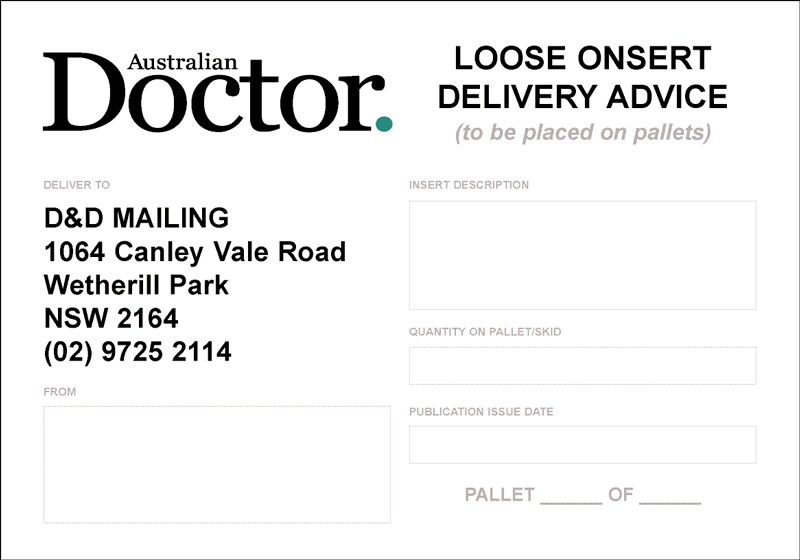 Australian
Doctor.
LOOSE ONSERT
DELIVERY ADVICE
(to be placed on pallets)
DELIVER TO
D&D MAILING
1064 Canley Vale Road
Wetherill Park
NSW 2164
(02) 9725 2114
FROM
INSERT DESCRIPTION
QUANTITY ON PALLET/SKID
PUBLICATION ISSUE DATE
PALLET ______ OF ______